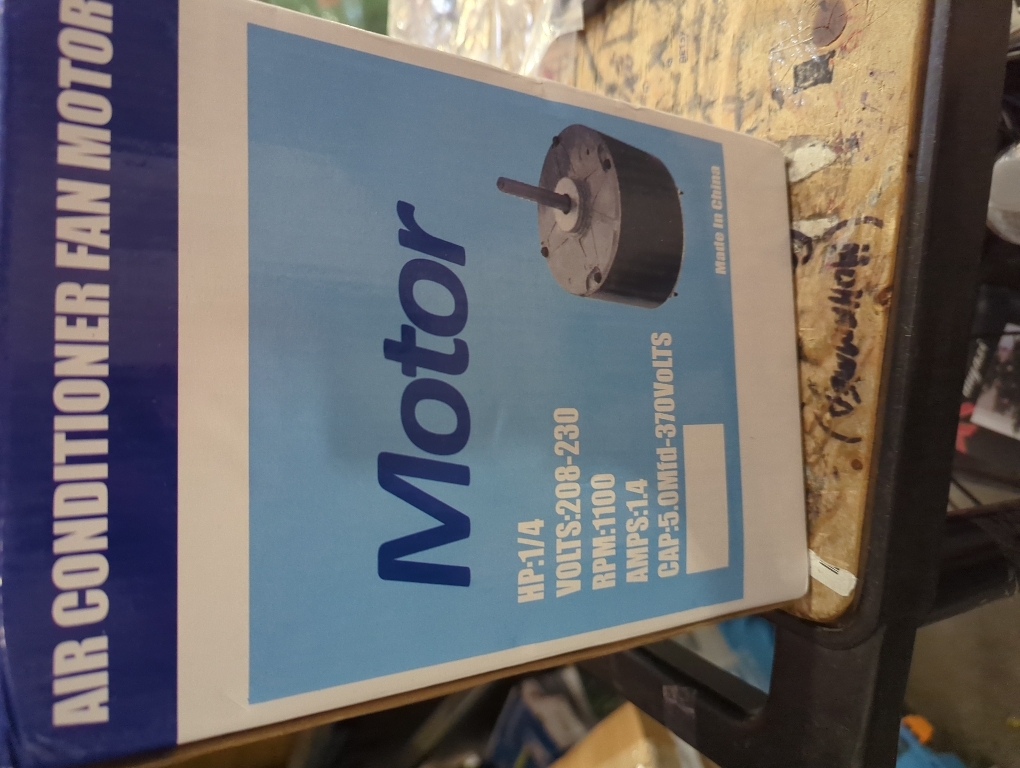 AIR CONDITIONER FAN MOTOR
Motor
HP:1/4
VOLTS:208-230
RPM:1100
AMPS:1.4
CAP:5.0Mfd-370VoLTS
Made in China